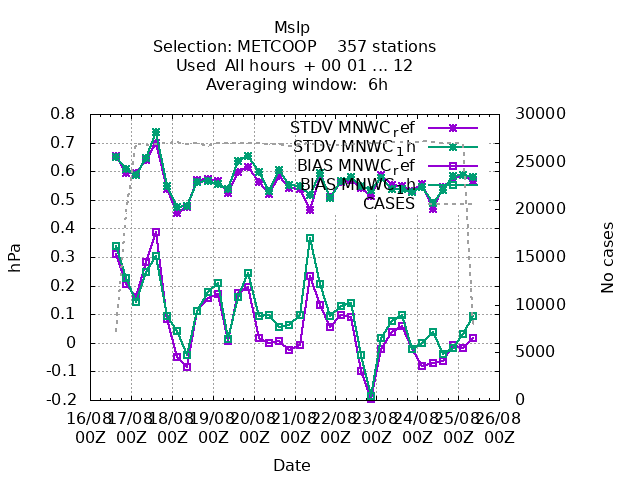 Mslp
Selection: METCOOP 357 stations
Used All hours + 00 01 ... 12
Averaging window: 6h
0.8
0.7
0.6
0.5
0.4
0.3
0.2
0.1
0
-0.1
-0.2
hPa
30000
25000
20000
15000
10000
5000
0
No cases
STDV MNWCref
STDV MNWC1h
BIAS MNWCref
BIAS MNWC1h
CASES
16/08 17/08 18/08 19/08 20/08 21/08 22/08 23/08 24/08 25/08 26/08
00Z 00Z 00Z 00Z 00Z 00Z 00Z 00Z 00Z 00Z 00Z
Date